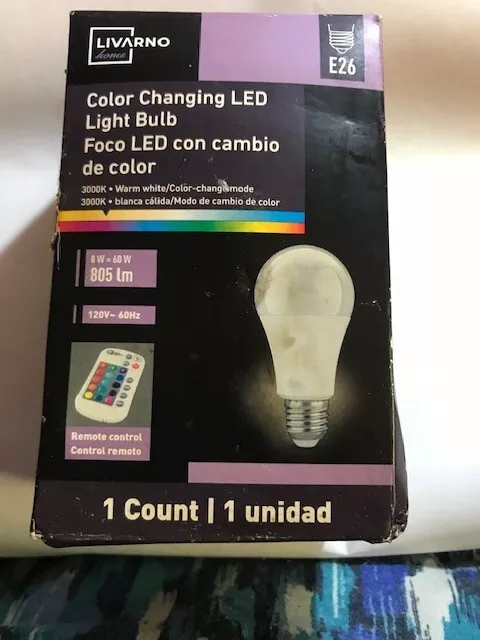 LIVARNO
home
E26
Color Changing LED
Light Bulb
Foco LED con cambio
de color
3000K • Warm white/Color-changemode
3000K • blanca cálida/Modo de cambio de color
8 W = 60 W
805 lm
120V~ 60Hz
Remote control
Control remoto
1 Count | 1 unidad